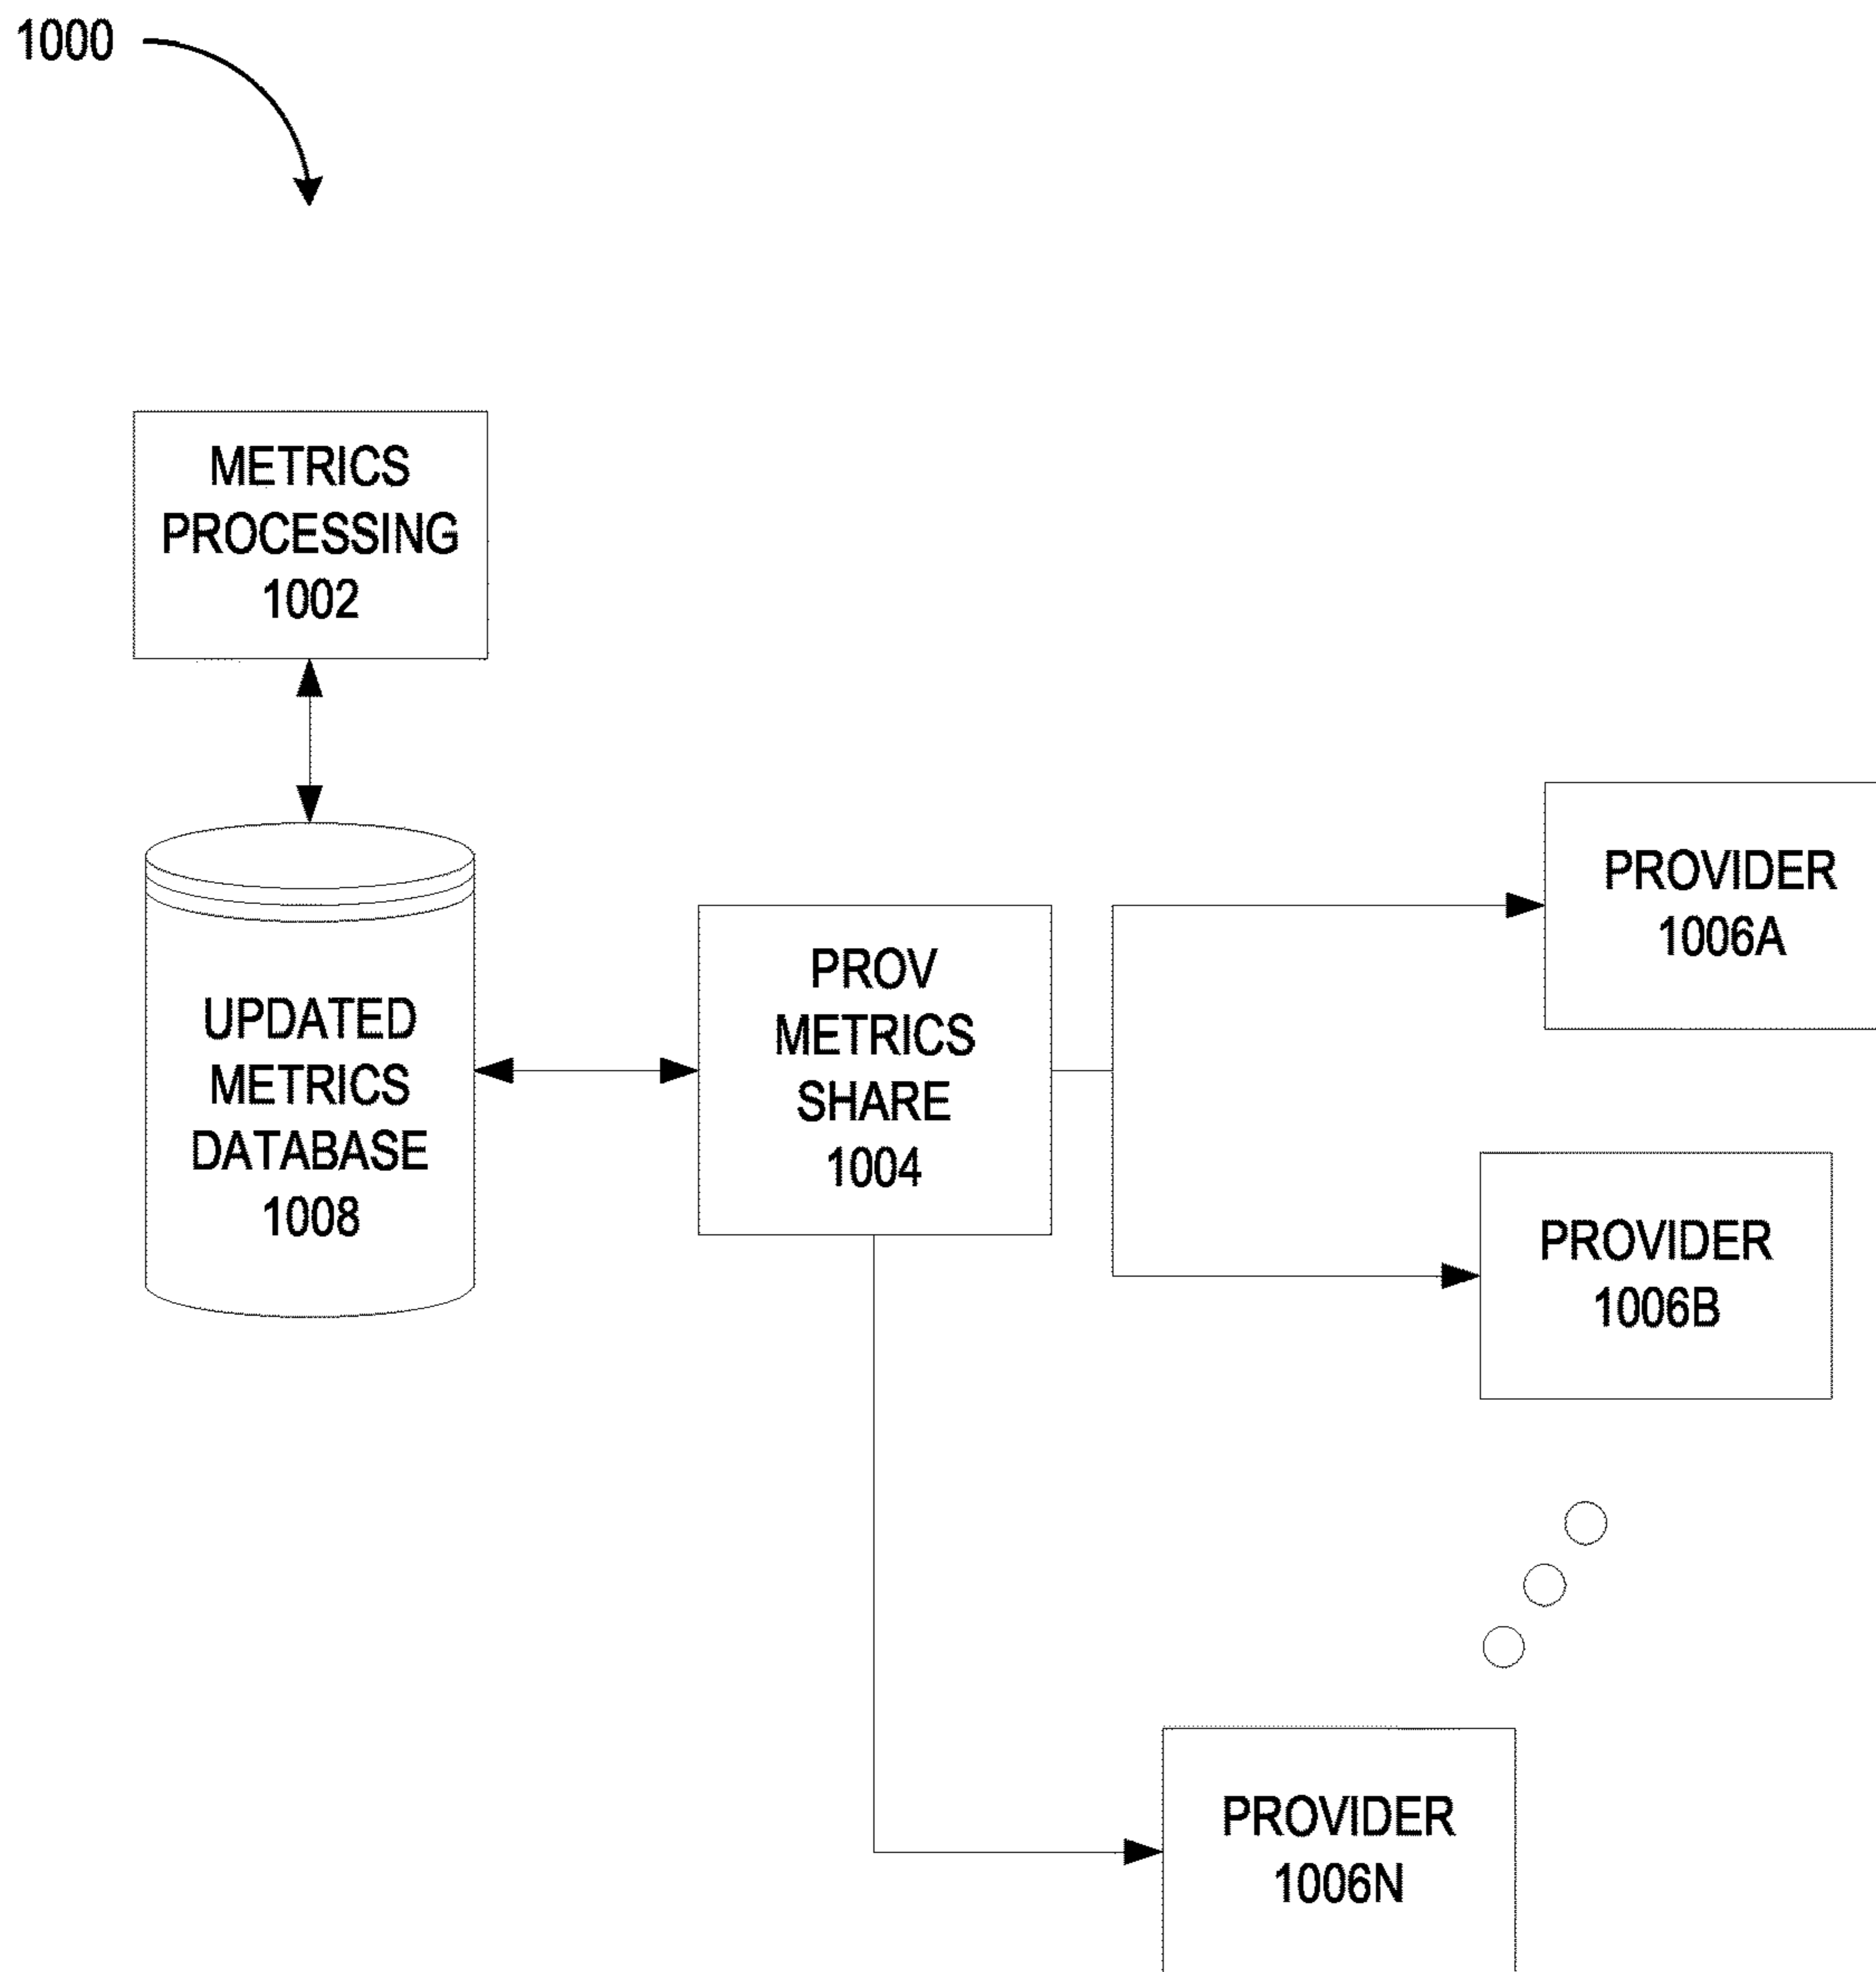 1000
METRICS
PROCESSING
1002
UPDATED
METRICS
DATABASE
1008
PROV
METRICS
SHARE
1004
PROVIDER
1006A
PROVIDER
1006B
PROVIDER
1006N